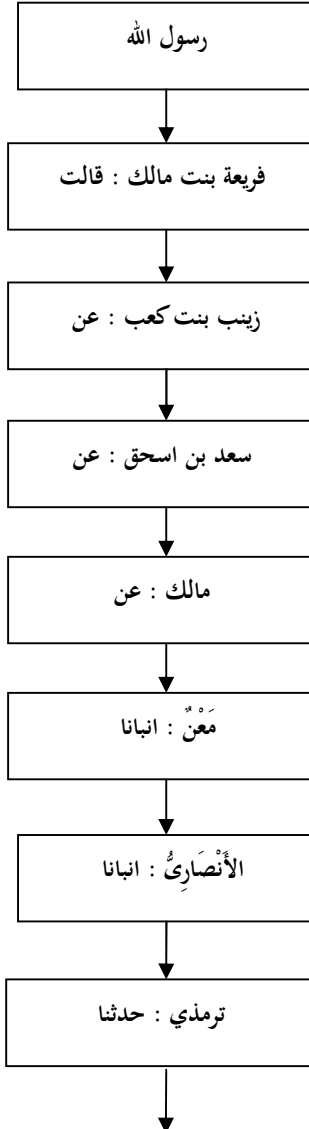 رسول الله
فريعة بنت مالك : قالت
زينب بنت كعب : عن
سعد بن اسحق : عن
مالك : عن
مَعْنٌ : انبانا
الأَنْصَارِىُّ : انبانا
ترمذي : حدثنا